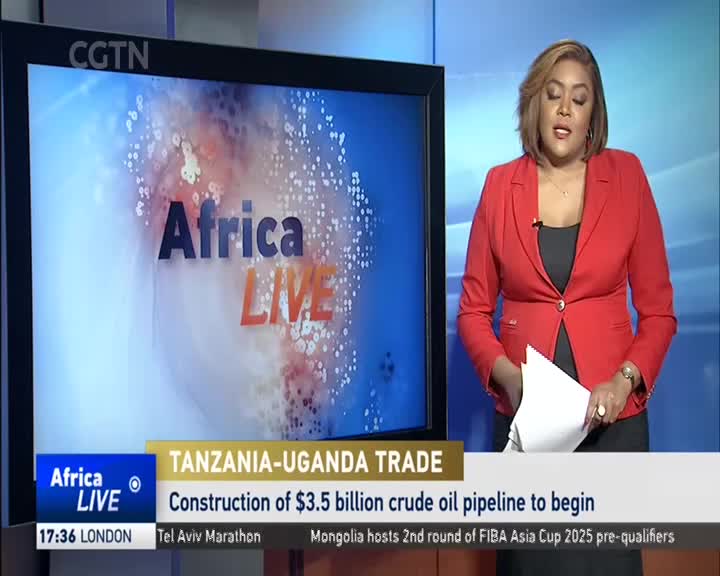 CGTN
Africa
LIVE
TANZANIA-UGANDA TRADE
Africa
LIVE
Construction of $3.5 billion crude oil pipeline to begin
17:36 LONDON
Tel Aviv Marathon
Mongolia hosts 2nd round of FIBA Asia Cup 2025 pre-qualifiers